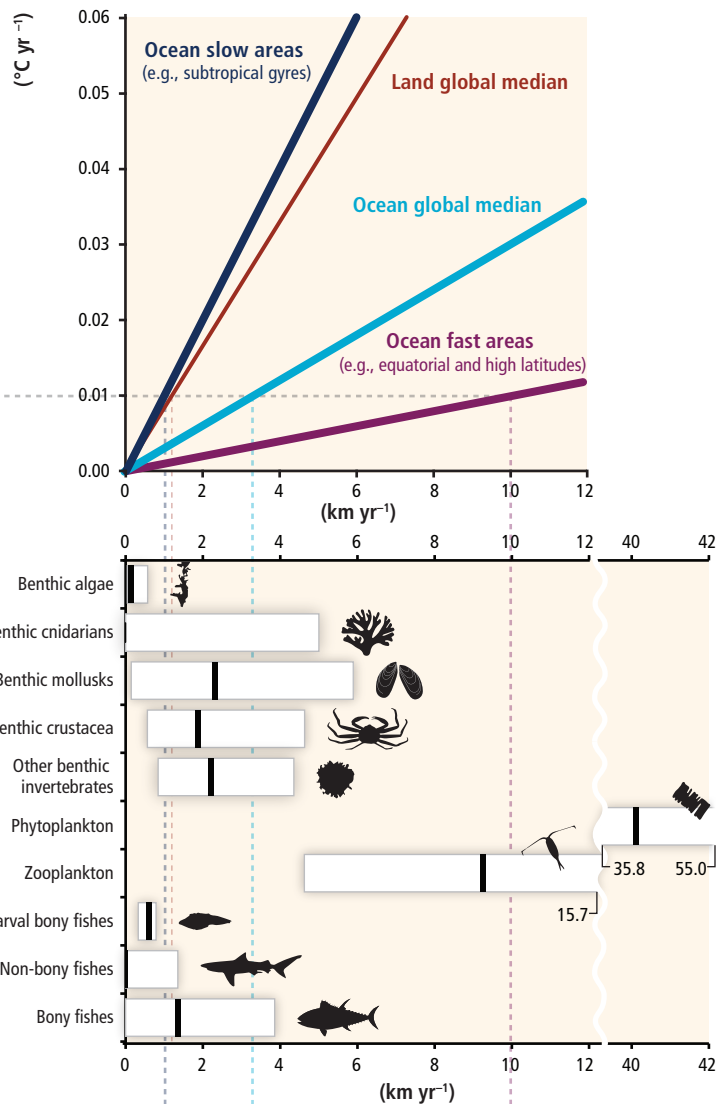 (°C yr⁻¹)
0.06
0.05
0.04
0.03
0.02
0.01
0.00
Ocean slow areas
(e.g., subtropical gyres)
Land global median
Ocean global median
Ocean fast areas
(e.g., equatorial and high latitudes)
0 2 4 6 8 10 12
(km yr⁻¹)
0 2 4 6 8 10 12 40 42
Benthic algae
enthic cnidarians
Benthic mollusks
enthic crustacea
Other benthic
invertebrates
Phytoplankton
35.8 55.0
Zooplankton
15.7
arval bony fishes
Non-bony fishes
Bony fishes
0 2 4 6 8 10 12 40 42
(km yr⁻¹)